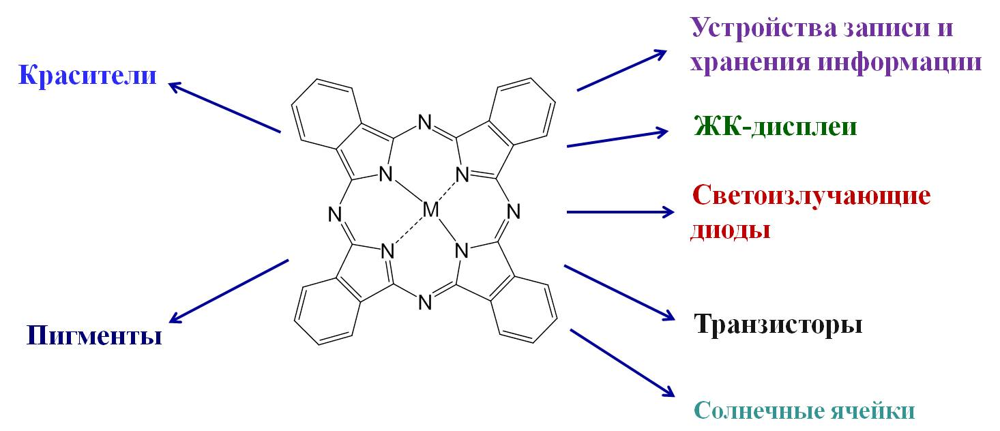 Красители
Пигменты
N
N
N
N
M
N
N
N
N
Устройства записи и
хранения информации
ЖК-дисплеи
Светоизлучающие
диоды
Транзисторы
Солнечные ячейки